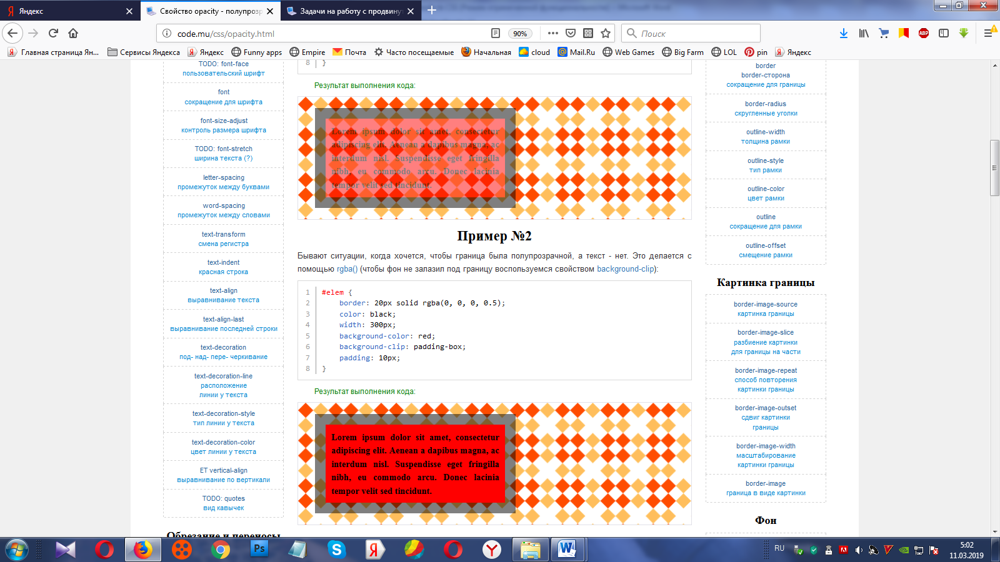 Яндекс
Свойство opacity - полупрозр
Задачи на работу с продвинут
code.mu/css/opacity.html
90%
Поиск
Главная страница Ян...
Сервисы Яндекса
Яндекс
Funny apps
Empire
Почта
Часто посещаемые
Начальная
cloud
Mail.Ru
Web Games
Big Farm
LOL
pin
Яндекс
TODO: font-face
пользовательский шрифт
font
сокращение для шрифта
font-size-adjust
контроль размера шрифта
TODO: font-stretch
ширина текста (?)
letter-spacing
промежуток между буквами
word-spacing
промежуток между словами
text-transform
смена регистра
text-indent
красная строка
text-align
выравнивание текста
text-align-last
выравнивание последней строки
text-decoration
под- над- пере- черкивание
text-decoration-line
расположение
линии у текста
text-decoration-style
тип линии у текста
text-decoration-color
цвет линии у текста
ET vertical-align
выравнивание по вертикали
TODO: quotes
вид кавычек
Обрезание и переносы
8 }
Результат выполнения кода:
Lorem ipsum dolor sit amet, consectetur
adipiscing elit. Aenean a dapibus magna, ac
interdum nisl. Suspendisse eget fringilla
nibh, eu commodo arcu. Donec lacinia
tempor velit sed tincidunt.
Пример №2
Бывают ситуации, когда хочется, чтобы граница была полупрозрачной, а текст - нет. Это делается с
помощью rgba() (чтобы фон не залазил под границу воспользуемся свойством background-clip):
1 #elem {
2 border: 20px solid rgba(0, 0, 0, 0.5);
3 color: black;
4 width: 300px;
5 background-color: red;
6 background-clip: padding-box;
7 padding: 10px;
8 }
Результат выполнения кода:
Lorem ipsum dolor sit amet, consectetur
adipiscing elit. Aenean a dapibus magna, ac
interdum nisl. Suspendisse eget fringilla
nibh, eu commodo arcu. Donec lacinia
tempor velit sed tincidunt.
border
border-сторона
сокращение для границы
border-radius
скругленные уголки
outline-width
толщина рамки
outline-style
тип рамки
outline-color
цвет рамки
outline
сокращение для рамки
outline-offset
смещение рамки
Картинка границы
border-image-source
картинка границы
border-image-slice
разбиение картинки
для границы на части
border-image-repeat
способ повторения
картинки границы
border-image-outset
сдвиг картинки
границы
border-image-width
масштабирование
картинки границы
border-image
граница в виде картинки
Фон
RU
5:02
11.03.2019